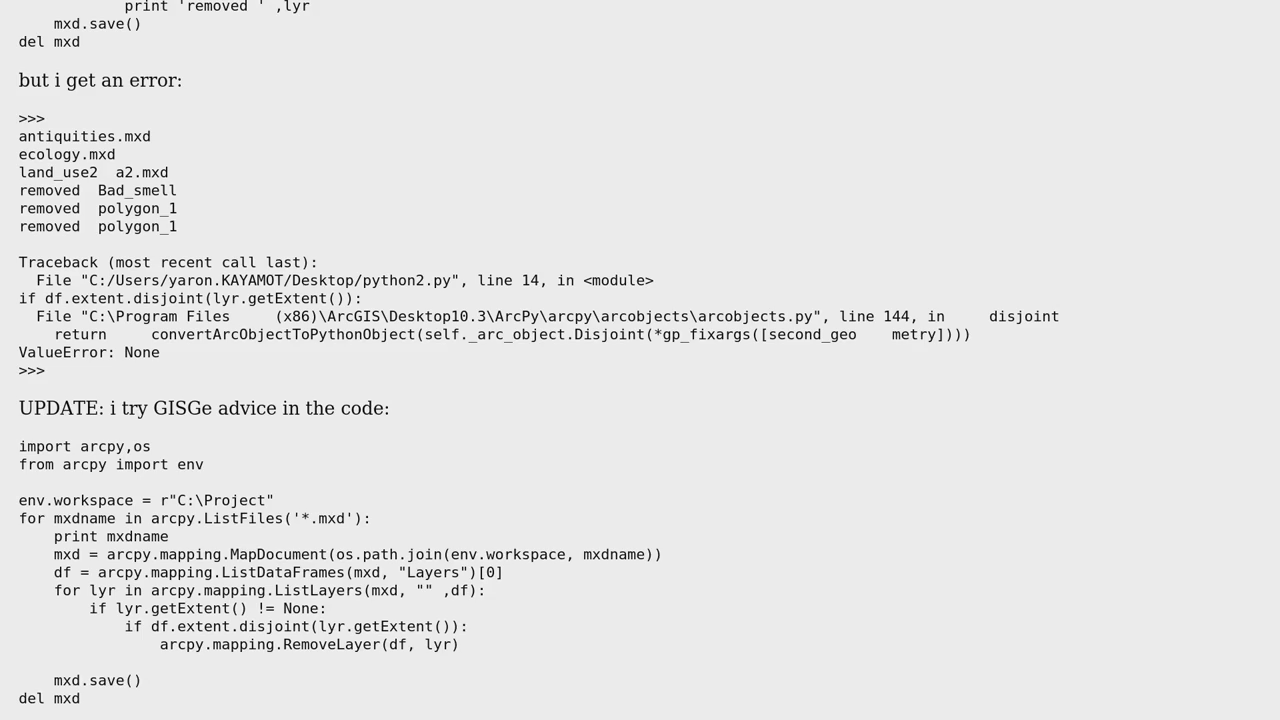 print 'removed ' ,lyr
    mxd.save()
del mxd
but i get an error:
>>>
antiquities.mxd
ecology.mxd
land_use2  a2.mxd
removed  Bad_smell
removed  polygon_1
removed  polygon_1
Traceback (most recent call last):
  File "C:/Users/yaron.KAYAMOT/Desktop/python2.py", line 14, in <module>
if df.extent.disjoint(lyr.getExtent()):
  File "C:\Program Files     (x86)\ArcGIS\Desktop10.3\ArcPy\arcpy\arcobjects\arcobjects.py", line 144, in     disjoint
    return     convertArcObjectToPythonObject(self._arc_object.Disjoint(*gp_fixargs([second_geo    metry])))
ValueError: None
>>>
UPDATE: i try GISGe advice in the code:
import arcpy,os
from arcpy import env
env.workspace = r"C:\Project"
for mxdname in arcpy.ListFiles('*.mxd'):
    print mxdname
    mxd = arcpy.mapping.MapDocument(os.path.join(env.workspace, mxdname))
    df = arcpy.mapping.ListDataFrames(mxd, "Layers")[0]
    for lyr in arcpy.mapping.ListLayers(mxd, "" ,df):
        if lyr.getExtent() != None:
            if df.extent.disjoint(lyr.getExtent()):
                arcpy.mapping.RemoveLayer(df, lyr)
    mxd.save()
del mxd